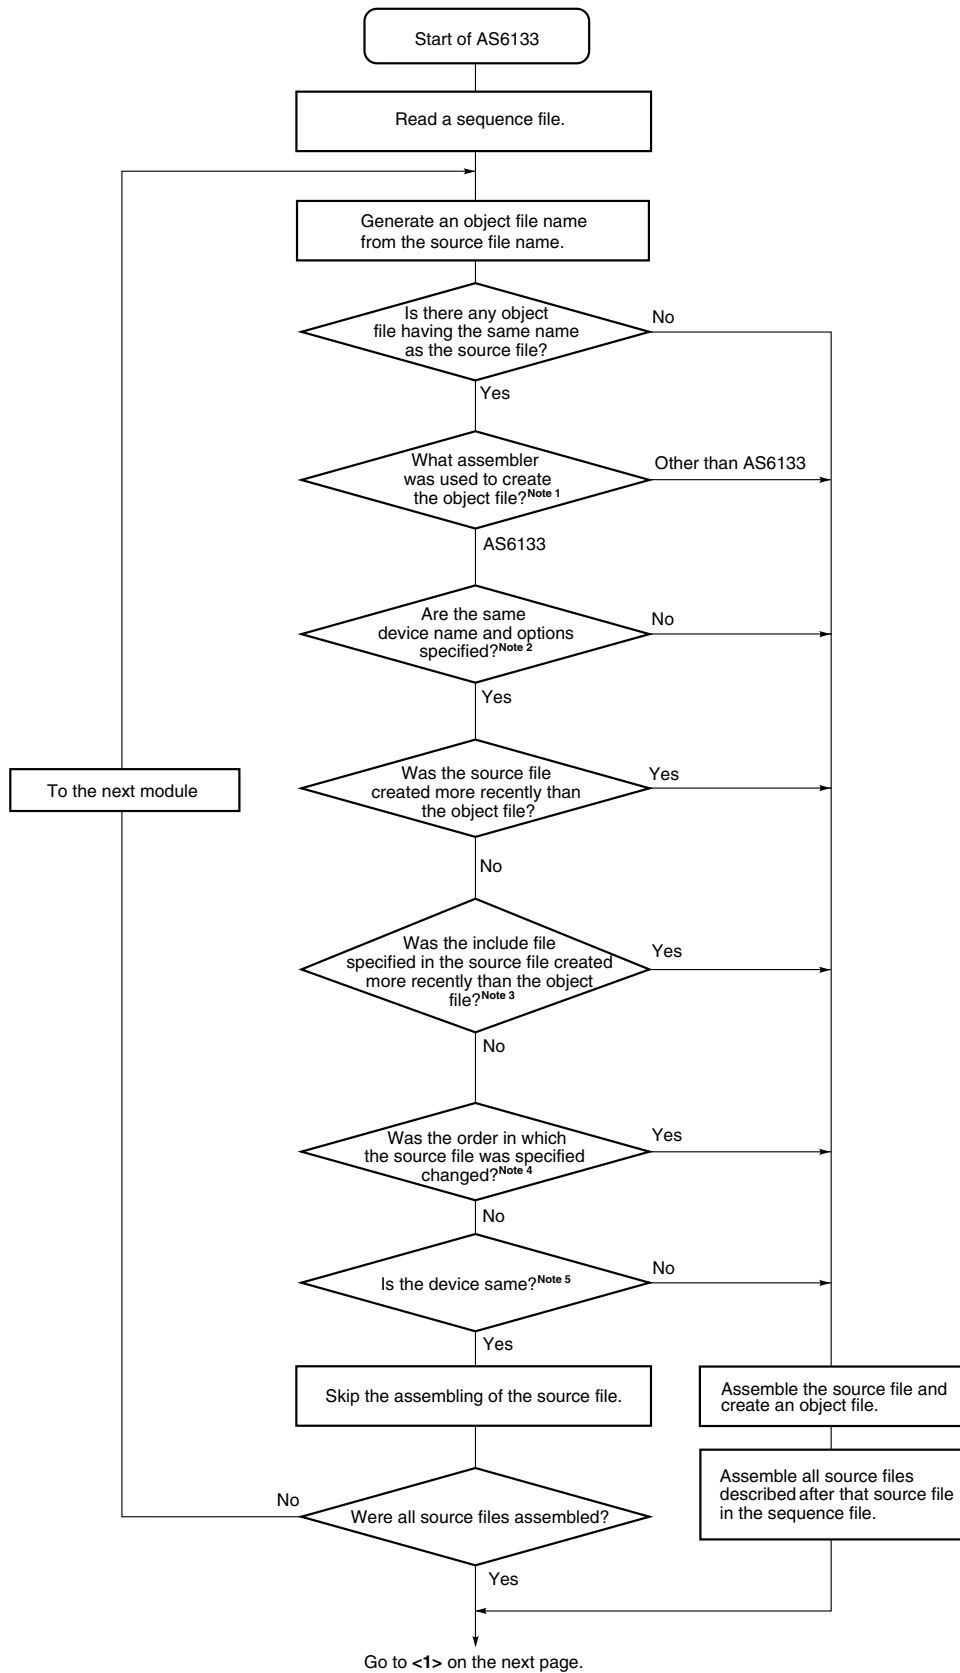 Start of AS6133
Read a sequence file.
Generate an object file name
from the source file name.
Is there any object
file having the same name
as the source file?
No
Yes
What assembler
was used to create
the object file?Note 1
Other than AS6133
AS6133
Are the same
device name and options
specified?Note 2
No
Yes
To the next module
Was the source file
created more recently than
the object file?
Yes
No
Was the include file
specified in the source file created
more recently than the object
file?Note 3
Yes
No
Was the order in which
the source file was specified
changed?Note 4
Yes
No
Is the device same?Note 5
No
Yes
Skip the assembling of the source file.
Assemble the source file and
create an object file.
Assemble all source files
described after that source file
in the sequence file.
No
Were all source files assembled?
Yes
Go to <1> on the next page.